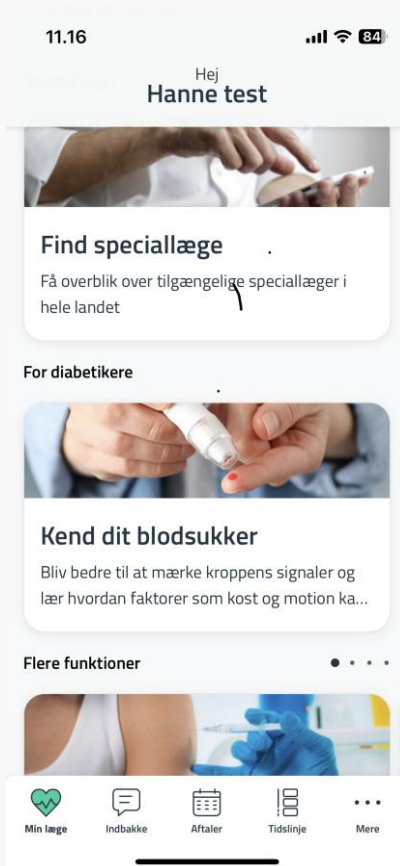 11.16
84
Hej
Hanne test
Find speciallæge
Få overblik over tilgængelige speciallæger i
hele landet
For diabetikere
Kend dit blodsukker
Bliv bedre til at mærke kroppens signaler og
lær hvordan faktorer som kost og motion ka...
Flere funktioner
Min læge
Indbakke
Aftaler
Tidslinje
Mere